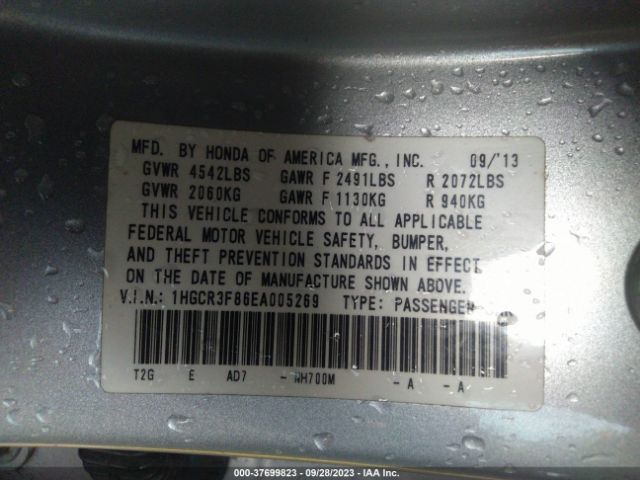 MFD. BY HONDA OF AMERICA MFG., INC. 09/'13
GVWR 4542LBS GAWR F 2491LBS R 2072LBS
GVWR 2060KG GAWR F 1130KG R 940KG
THIS VEHICLE CONFORMS TO ALL APPLICABLE
FEDERAL MOTOR VEHICLE SAFETY, BUMPER,
AND THEFT PREVENTION STANDARDS IN EFFECT
ON THE DATE OF MANUFACTURE SHOWN ABOVE.
V.I.N.: 1HGCR3F86EA005269 TYPE: PASSENGER
T2G E AD7 - NH700M - A - A
000-37699823 - 09/28/2023 - IAA Inc.